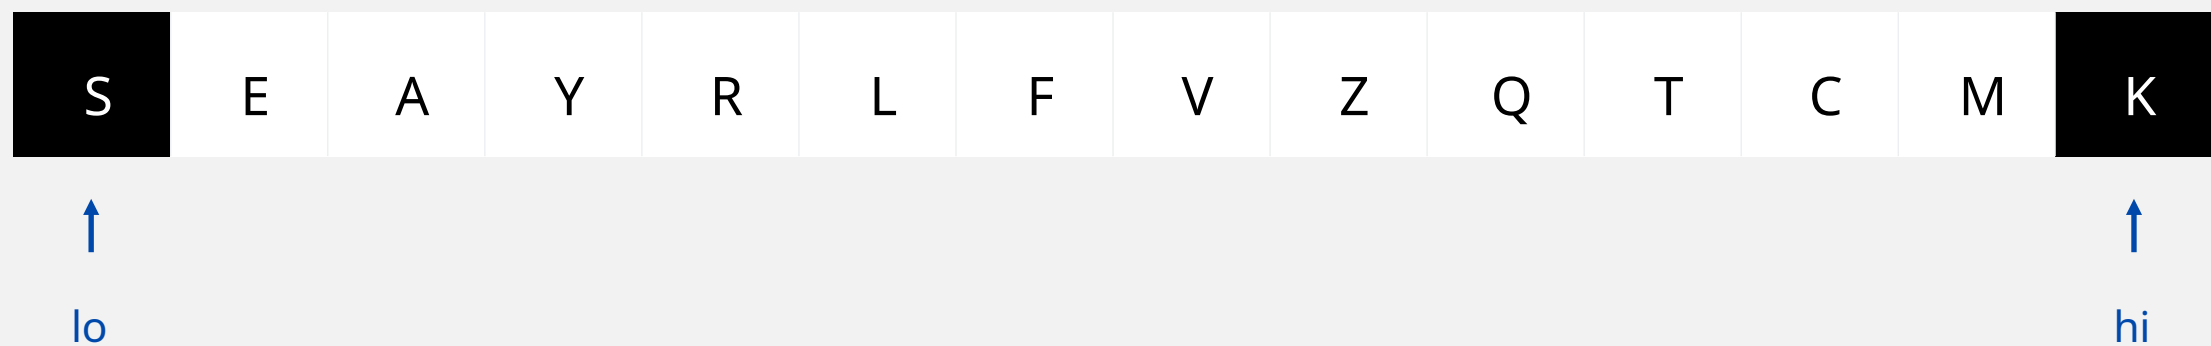 S E A Y R L F V Z Q T C M K
lo hi